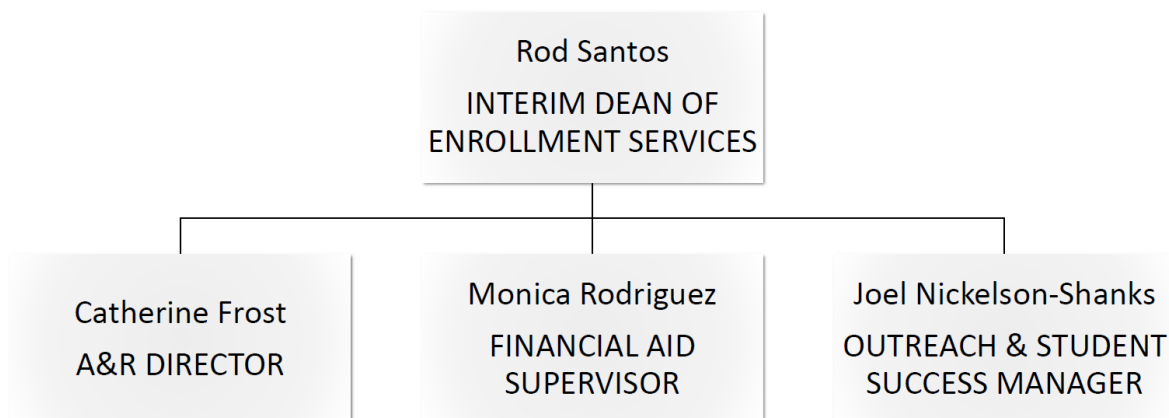 Rod Santos
INTERIM DEAN OF
ENROLLMENT SERVICES
Catherine Frost
A&R DIRECTOR
Monica Rodriguez
FINANCIAL AID
SUPERVISOR
Joel Nickelson-Shanks
OUTREACH & STUDENT
SUCCESS MANAGER